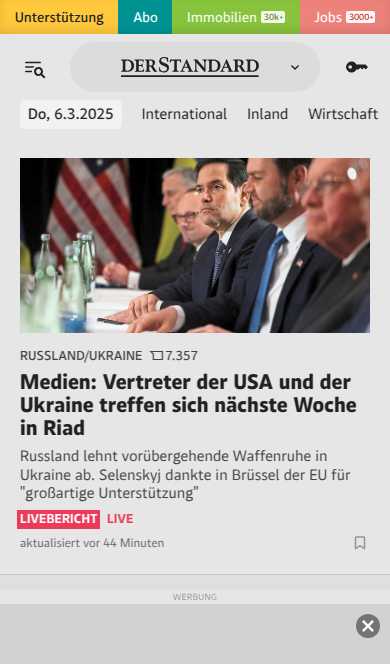 Unterstützung Abo Immobilien 30k+ Jobs 3000+
DERSTANDARD
Do, 6.3.2025 International Inland Wirtschaft
RUSSLAND/UKRAINE 7.357
Medien: Vertreter der USA und der
Ukraine treffen sich nächste Woche
in Riad
Russland lehnt vorübergehende Waffenruhe in
Ukraine ab. Selenskyj dankte in Brüssel der EU für
"großartige Unterstützung"
LIVEBERICHT LIVE
aktualisiert vor 44 Minuten
WERBUNG